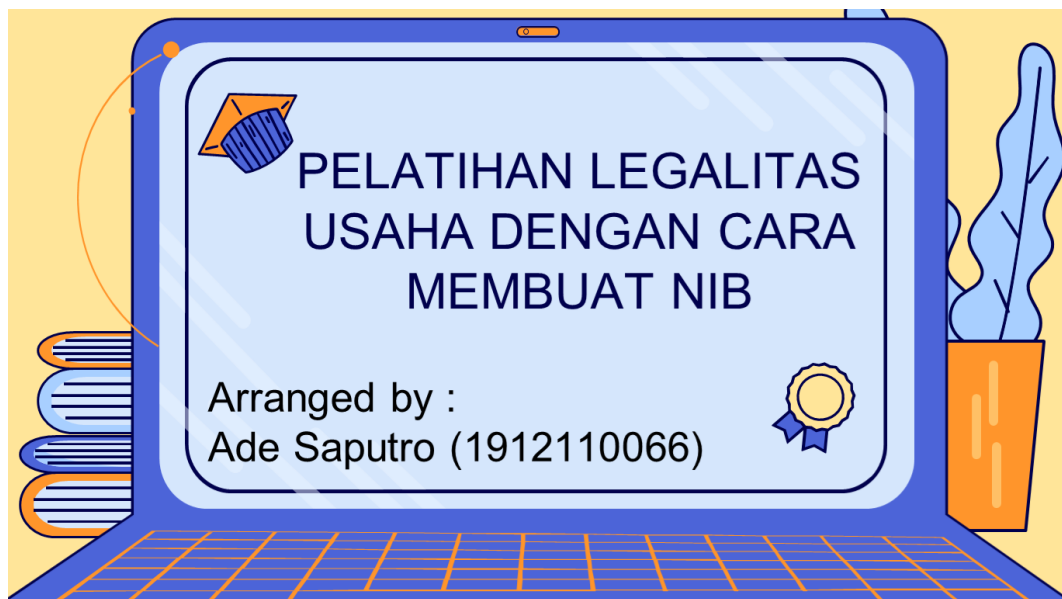 PELATIHAN LEGALITAS
USAHA DENGAN CARA
MEMBUAT NIB
Arranged by :
Ade Saputro (1912110066)